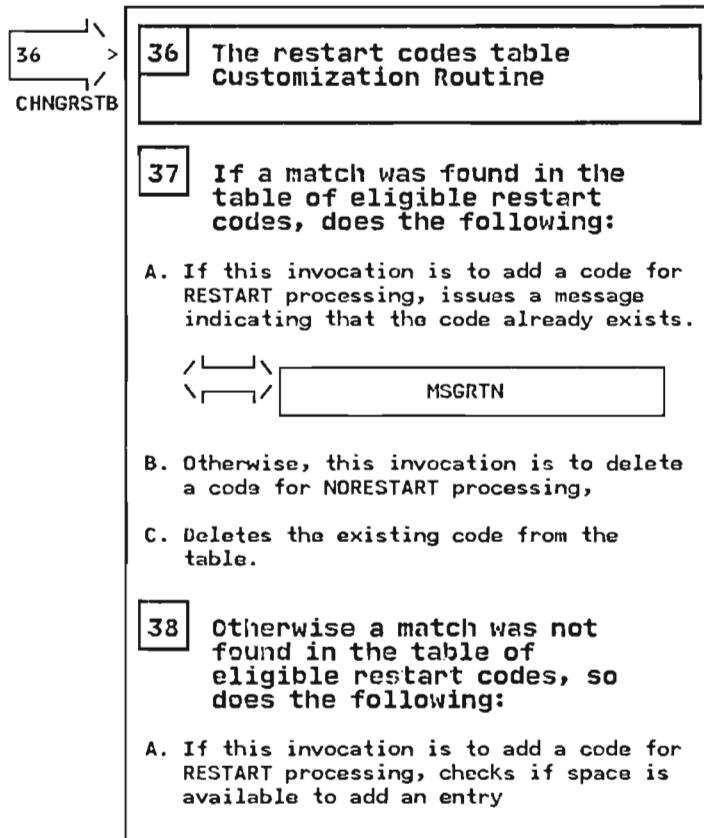 36 >
CHNGRSTB
36 The restart codes table
Customization Routine
37 If a match was found in the
table of eligible restart
codes, does the following:
A. If this invocation is to add a code for
RESTART processing, issues a message
indicating that the code already exists.
MSGRTN
B. Otherwise, this invocation is to delete
a code for NORESTART processing,
C. Deletes the existing code from the
table.
38 Otherwise a match was not
found in the table of
eligible restart codes, so
does the following:
A. If this invocation is to add a code for
RESTART processing, checks if space is
available to add an entry